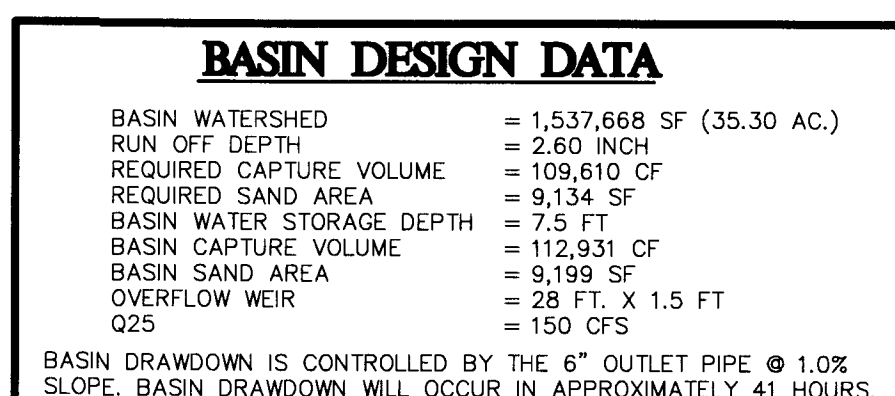 BASIN DESIGN DATA
BASIN WATERSHED = 1,537,668 SF (35.30 AC.)
RUN OFF DEPTH = 2.60 INCH
REQUIRED CAPTURE VOLUME = 109,610 CF
REQUIRED SAND AREA = 9,134 SF
BASIN WATER STORAGE DEPTH = 7.5 FT
BASIN CAPTURE VOLUME = 112,931 CF
BASIN SAND AREA = 9,199 SF
OVERFLOW WEIR = 28 FT. X 1.5 FT
Q25 = 150 CFS
BASIN DRAWDOWN IS CONTROLLED BY THE 6" OUTLET PIPE @ 1.0%
SLOPE. BASIN DRAWDOWN WILL OCCUR IN APPROXIMATELY 41 HOURS.